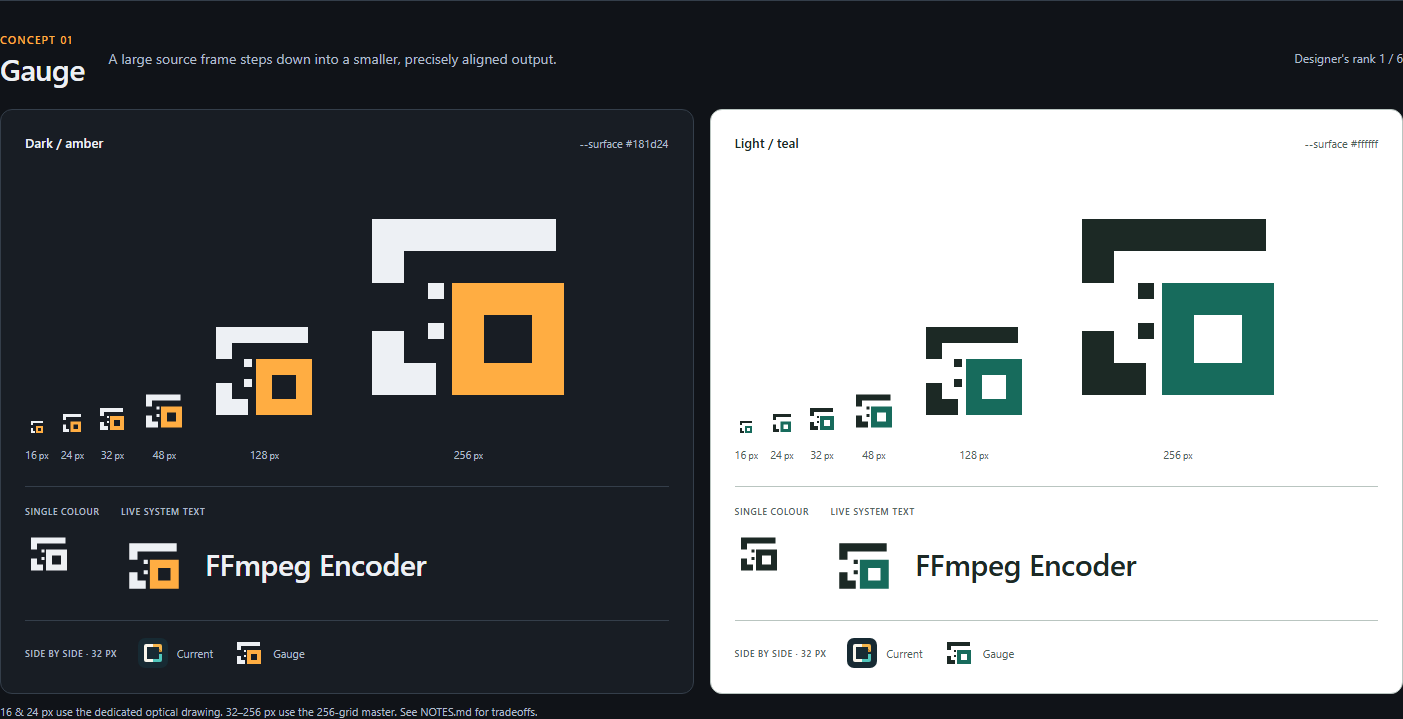 CONCEPT 01
Gauge
A large source frame steps down into a smaller, precisely aligned output.
Designer's rank 1 / 6
Dark / amber
--surface #181d24
16 px 24 px 32 px 48 px 128 px 256 px
SINGLE COLOUR LIVE SYSTEM TEXT
FFmpeg Encoder
SIDE BY SIDE · 32 PX Current Gauge
Light / teal
--surface #ffffff
16 px 24 px 32 px 48 px 128 px 256 px
SINGLE COLOUR LIVE SYSTEM TEXT
FFmpeg Encoder
SIDE BY SIDE · 32 PX Current Gauge
16 & 24 px use the dedicated optical drawing. 32–256 px use the 256-grid master. See NOTES.md for tradeoffs.